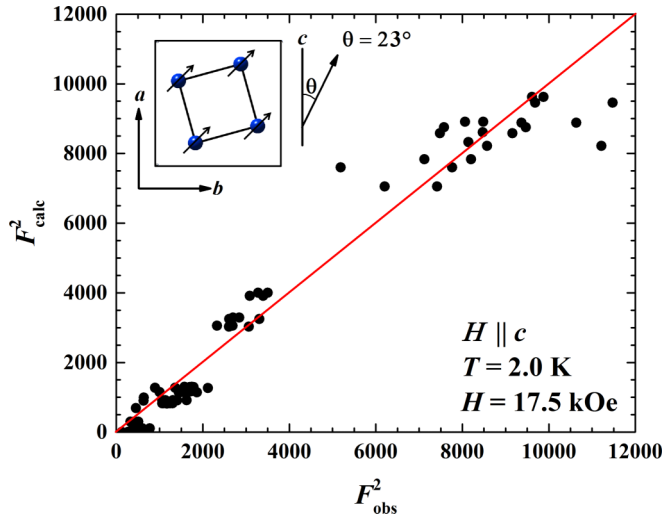 12000
10000
8000
6000
4000
2000
0
F²calc
a
b
c
θ
θ = 23°
H || c
T = 2.0 K
H = 17.5 kOe
0 2000 4000 6000 8000 10000 12000
F²obs